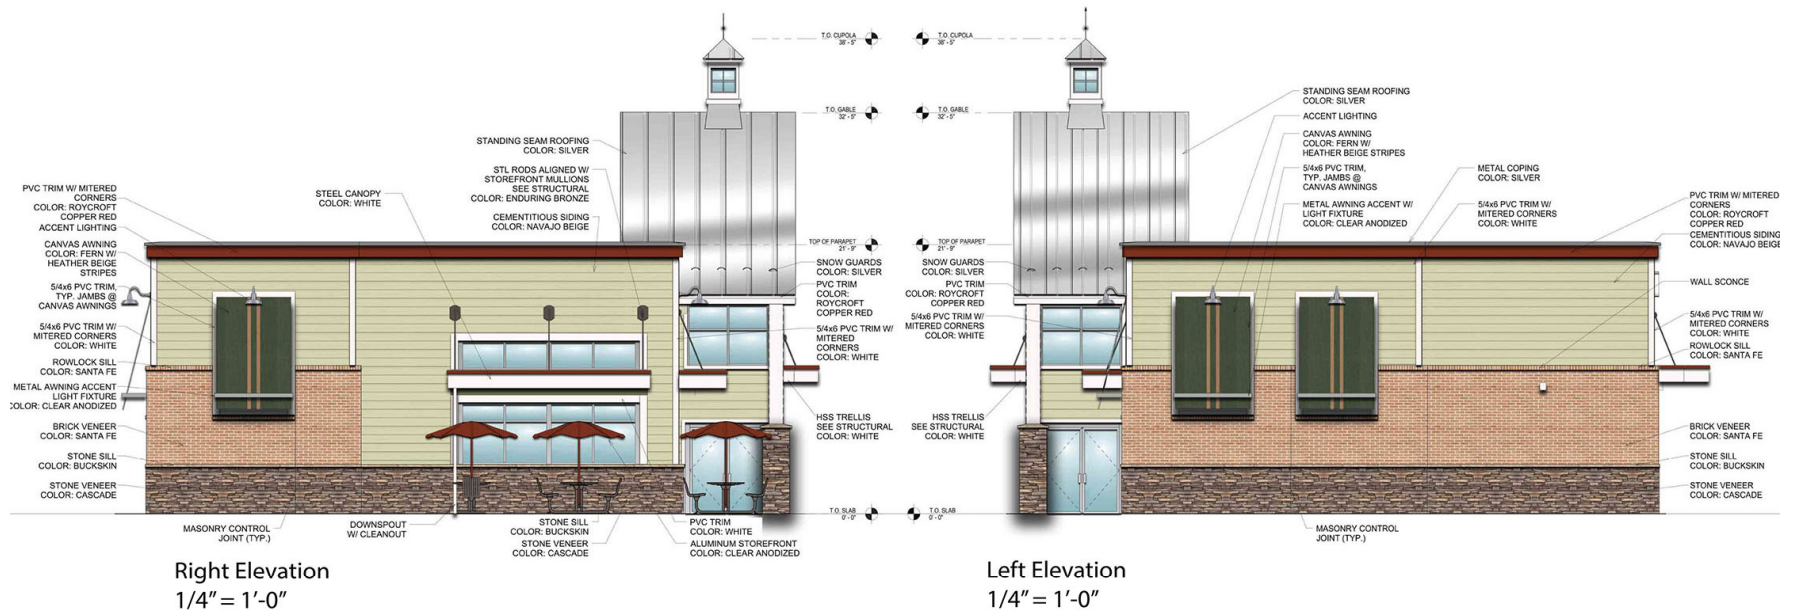 T.O. CUPOLA
38' - 5"
T.O. GABLE
32' - 5"
STANDING SEAM ROOFING
COLOR: SILVER
STL RODS ALIGNED W/
STOREFRONT MULLIONS
SEE STRUCTURAL
COLOR: ENDURING BRONZE
CEMENTITIOUS SIDING
COLOR: NAVAJO BEIGE
STEEL CANOPY
COLOR: WHITE
PVC TRIM W/ MITERED
CORNERS
COLOR: ROYCROFT
COPPER RED
ACCENT LIGHTING
CANVAS AWNING
COLOR: FERN W/
HEATHER BEIGE
STRIPES
5/4x6 PVC TRIM,
TYP. JAMBS @
CANVAS AWNINGS
5/4x6 PVC TRIM W/
MITERED CORNERS
COLOR: WHITE
ROWLOCK SILL
COLOR: SANTA FE
METAL AWNING ACCENT
LIGHT FIXTURE
COLOR: CLEAR ANODIZED
BRICK VENEER
COLOR: SANTA FE
STONE SILL
COLOR: BUCKSKIN
STONE VENEER
COLOR: CASCADE
MASONRY CONTROL
JOINT (TYP.)
DOWNSPOUT
W/ CLEANOUT
STONE SILL
COLOR: BUCKSKIN
STONE VENEER
COLOR: CASCADE
PVC TRIM
COLOR: WHITE
ALUMINUM STOREFRONT
COLOR: CLEAR ANODIZED
TOP OF PARAPET
21' - 9"
SNOW GUARDS
COLOR: SILVER
PVC TRIM
COLOR:
ROYCROFT
COPPER RED
5/4x6 PVC TRIM W/
MITERED
CORNERS
COLOR: WHITE
HSS TRELLIS
SEE STRUCTURAL
COLOR: WHITE
T.O. SLAB
0' - 0"
Right Elevation
1/4" = 1'-0"
T.O. CUPOLA
38' - 5"
T.O. GABLE
32' - 5"
TOP OF PARAPET
21' - 9"
SNOW GUARDS
COLOR: SILVER
PVC TRIM
COLOR: ROYCROFT
COPPER RED
5/4x6 PVC TRIM W/
MITERED CORNERS
COLOR: WHITE
HSS TRELLIS
SEE STRUCTURAL
COLOR: WHITE
T.O. SLAB
0' - 0"
STANDING SEAM ROOFING
COLOR: SILVER
ACCENT LIGHTING
CANVAS AWNING
COLOR: FERN W/
HEATHER BEIGE STRIPES
5/4x6 PVC TRIM,
TYP. JAMBS @
CANVAS AWNINGS
METAL AWNING ACCENT W/
LIGHT FIXTURE
COLOR: CLEAR ANODIZED
METAL COPING
COLOR: SILVER
5/4x6 PVC TRIM W/
MITERED CORNERS
COLOR: WHITE
PVC TRIM W/ MITERED
CORNERS
COLOR: ROYCROFT
COPPER RED
CEMENTITIOUS SIDING
COLOR: NAVAJO BEIGE
WALL SCONCE
5/4x6 PVC TRIM W/
MITERED CORNERS
COLOR: WHITE
ROWLOCK SILL
COLOR: SANTA FE
BRICK VENEER
COLOR: SANTA FE
STONE SILL
COLOR: BUCKSKIN
STONE VENEER
COLOR: CASCADE
MASONRY CONTROL
JOINT (TYP.)
Left Elevation
1/4" = 1'-0"